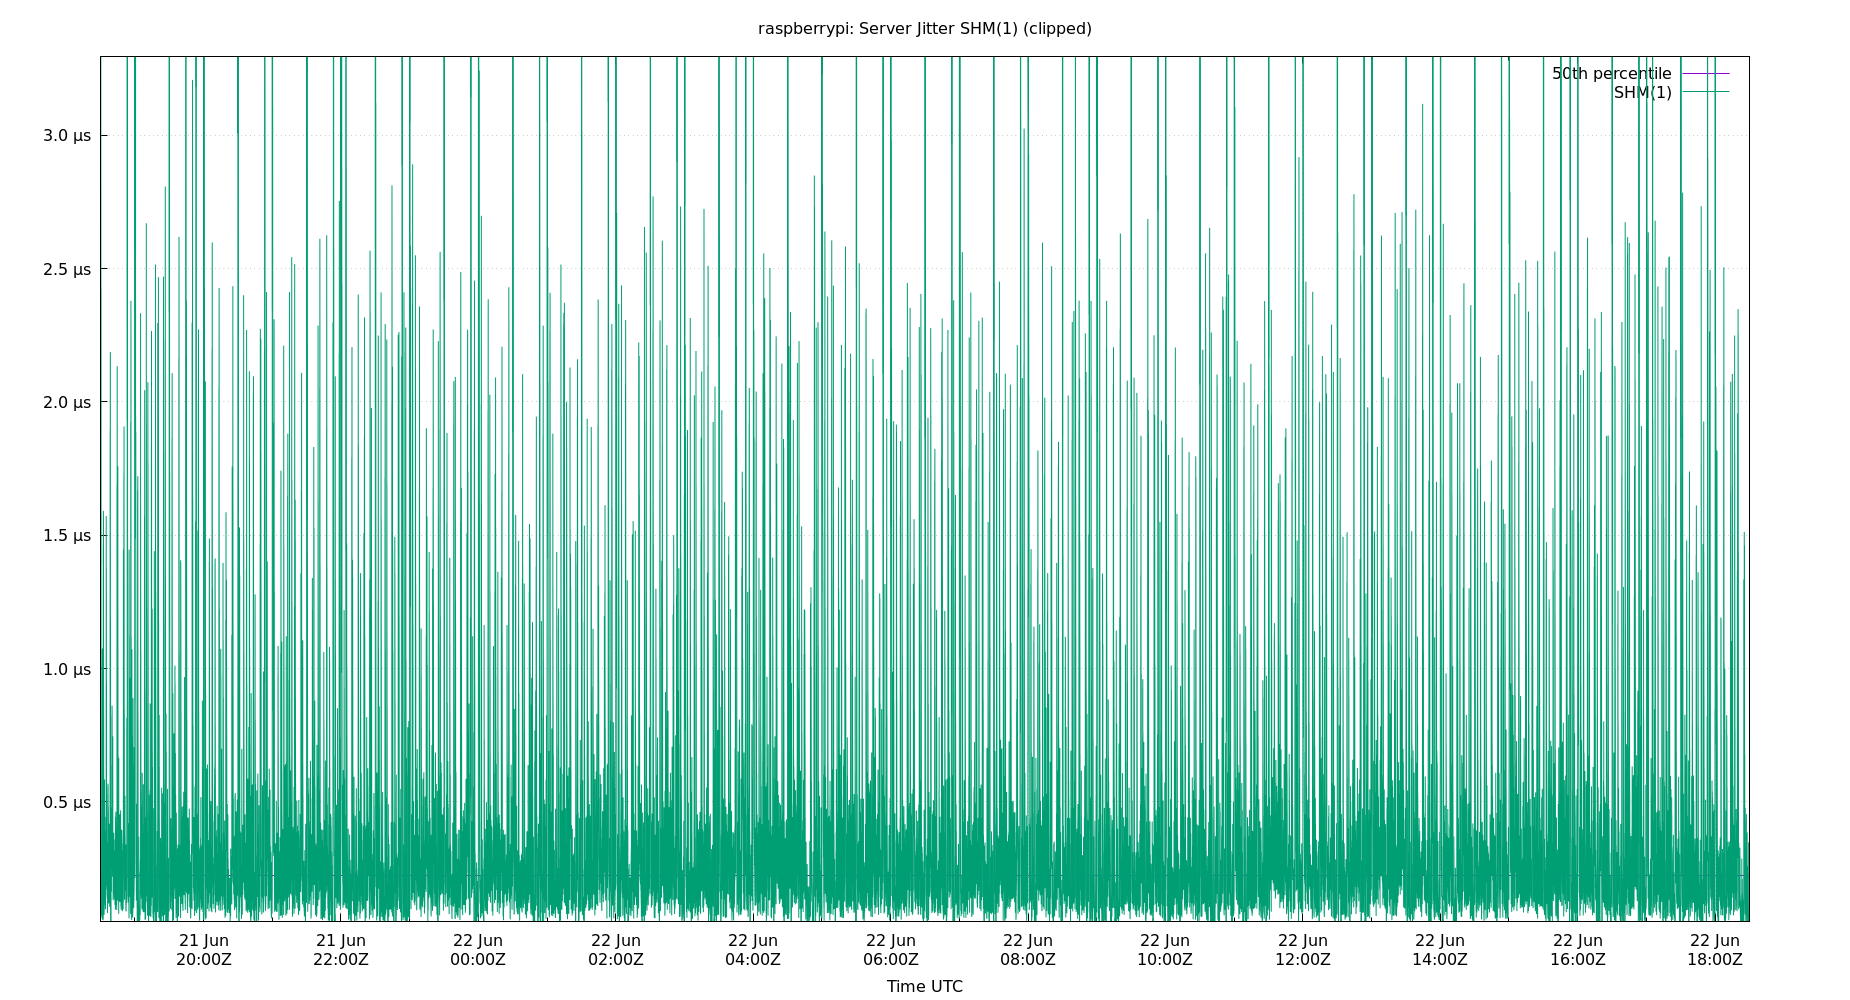 raspberrypi: Server Jitter SHM(1) (clipped)
50th percentile
SHM(1)
3.0 µs
2.5 µs
2.0 µs
1.5 µs
1.0 µs
0.5 µs
21 Jun 21 Jun 22 Jun 22 Jun 22 Jun 22 Jun 22 Jun 22 Jun 22 Jun 22 Jun 22 Jun 22 Jun
20:00Z 22:00Z 00:00Z 02:00Z 04:00Z 06:00Z 08:00Z 10:00Z 12:00Z 14:00Z 16:00Z 18:00Z
Time UTC